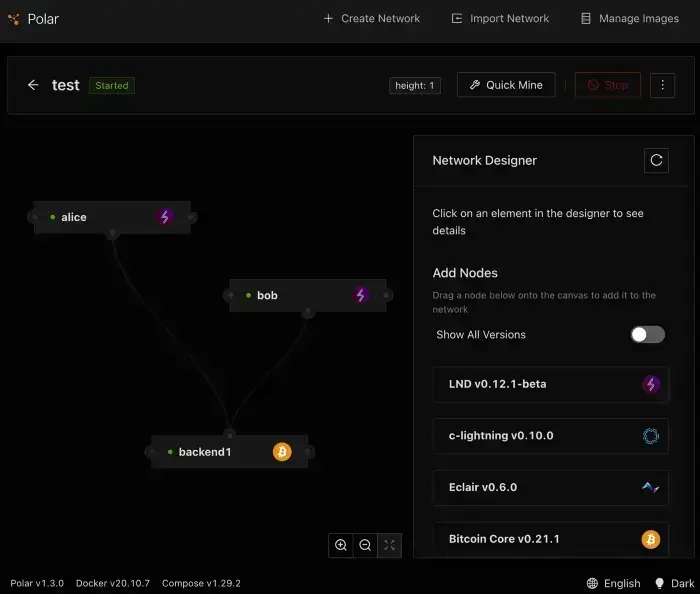 Polar
Create Network
Import Network
Manage Images
test
Started
height: 1
Quick Mine
Stop
Network Designer
Click on an element in the designer to see
details
alice
bob
backend1
Add Nodes
Drag a node below onto the canvas to add it to the
network
Show All Versions
LND v0.12.1-beta
c-lightning v0.10.0
Eclair v0.6.0
Bitcoin Core v0.21.1
Polar v1.3.0
Docker v20.10.7
Compose v1.29.2
English
Dark